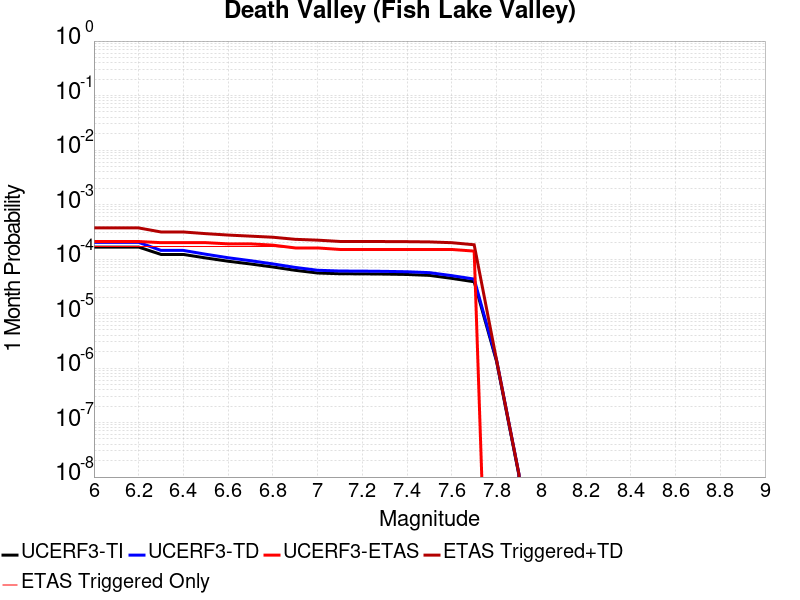 Death Valley (Fish Lake Valley)
10^0
10^-1
10^-2
10^-3
10^-4
10^-5
10^-6
10^-7
10^-8
1 Month Probability
6 6.2 6.4 6.6 6.8 7 7.2 7.4 7.6 7.8 8 8.2 8.4 8.6 8.8 9
Magnitude
UCERF3-TI UCERF3-TD UCERF3-ETAS ETAS Triggered+TD
ETAS Triggered Only